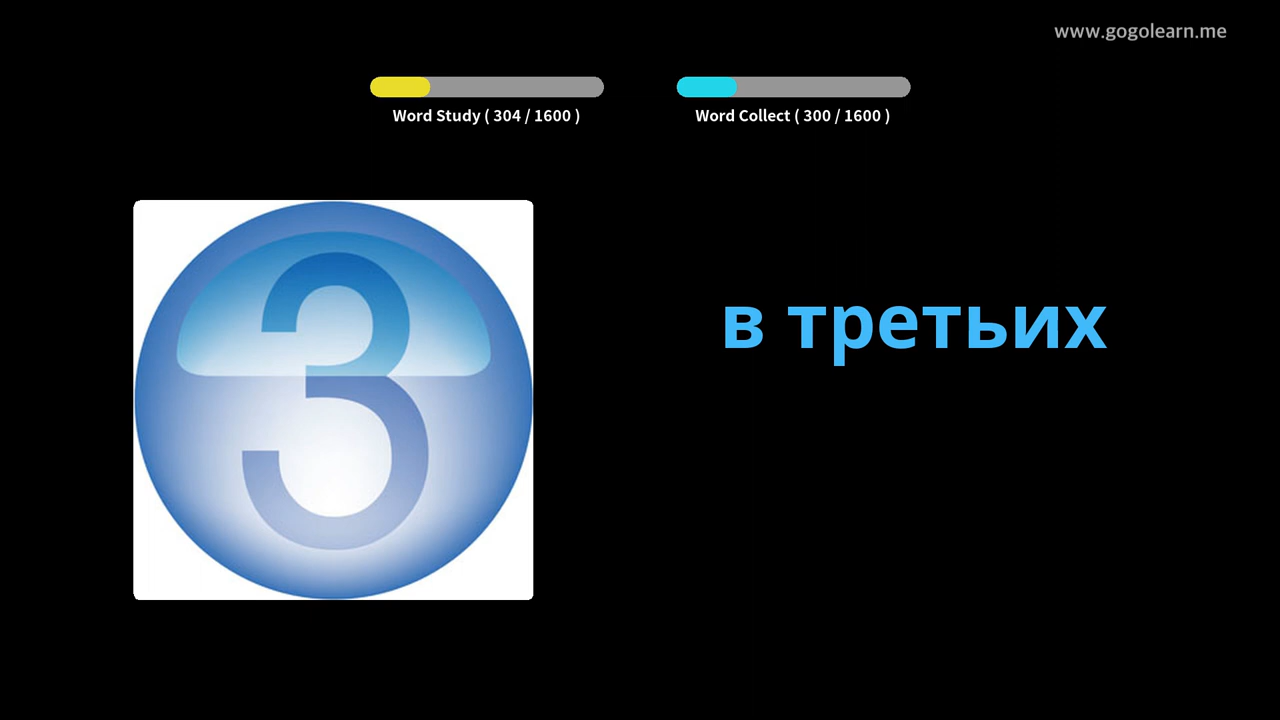 www.gogolearn.me
Word Study ( 304 / 1600 )
Word Collect ( 300 / 1600 )
3
в третьих